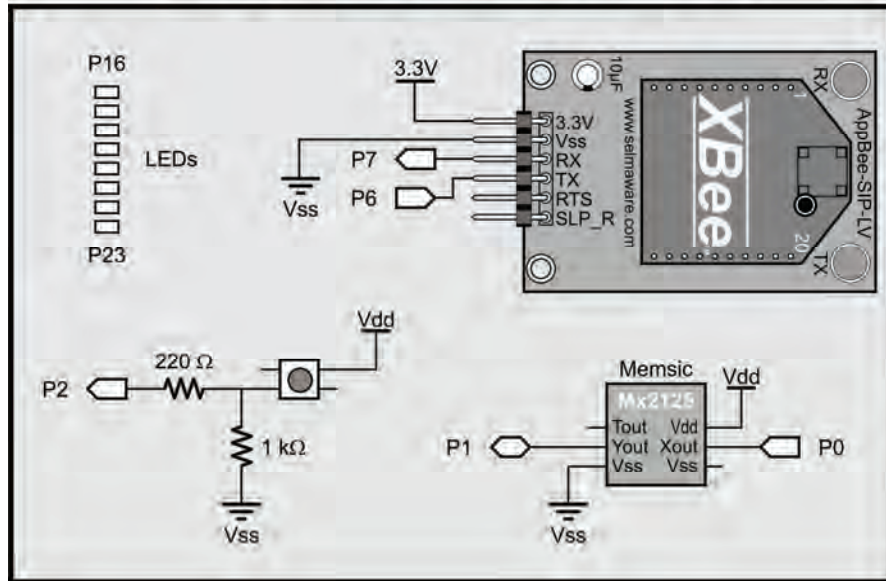 P16
LEDs
P23
3.3V
P7
P6
Vss
10µF
3.3V
Vss
RX
TX
RTS
SLP_R
www.selmaware.com
XBee
1
20
RX
AppBee-SIP-LV
TX
Vdd
220 Ω
P2
1 kΩ
Vss
Memsic
Mx2125
Vdd
Tout Vdd
P1 Yout Xout P0
Vss Vss
Vss